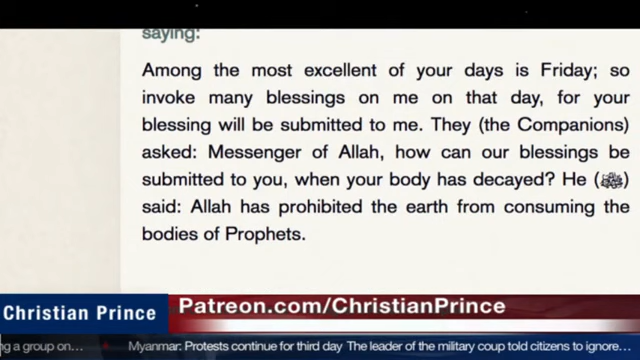 saying:
Among the most excellent of your days is Friday; so
invoke many blessings on me on that day, for your
blessing will be submitted to me. They (the Companions)
asked: Messenger of Allah, how can our blessings be
submitted to you, when your body has decayed? He (ﷺ)
said: Allah has prohibited the earth from consuming the
bodies of Prophets.
Christian Prince
Patreon.com/ChristianPrince
ng a group on... Myanmar: Protests continue for third day The leader of the military coup told citizens to ignore...